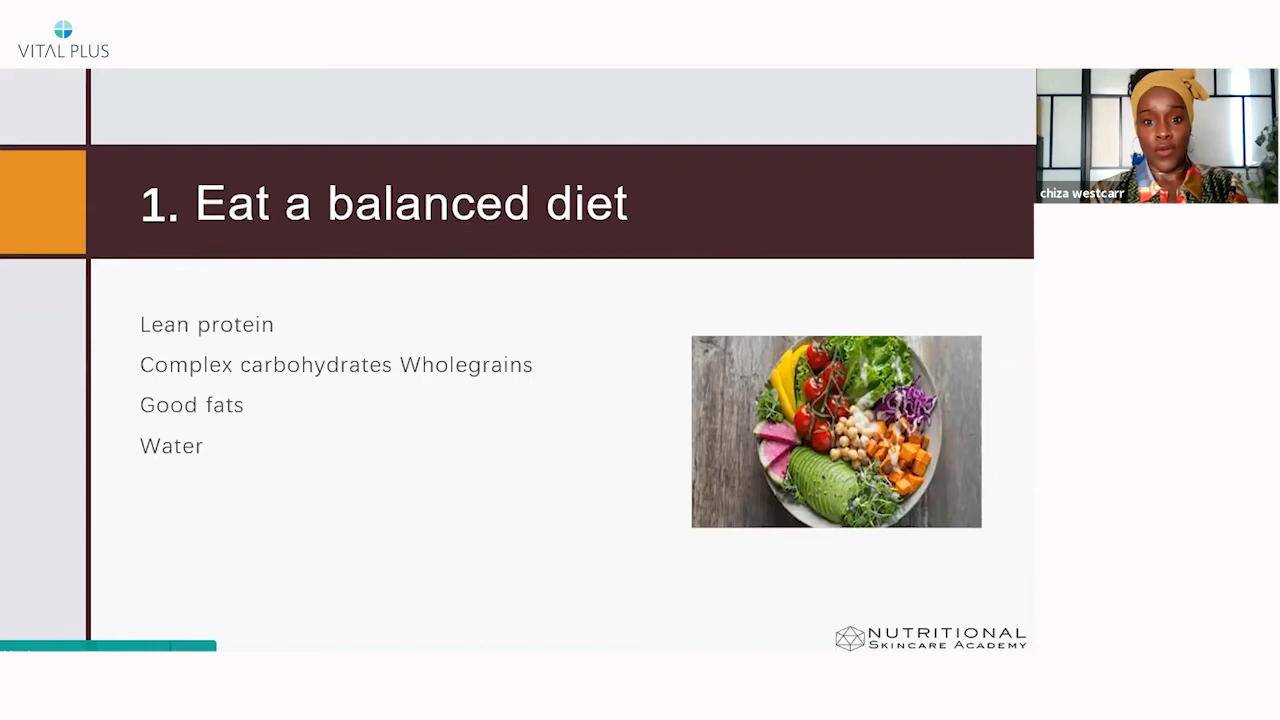 VITAL PLUS
1. Eat a balanced diet
chiza westcarr
Lean protein
Complex carbohydrates Wholegrains
Good fats
Water
NUTRITIONAL
SKINCARE ACADEMY